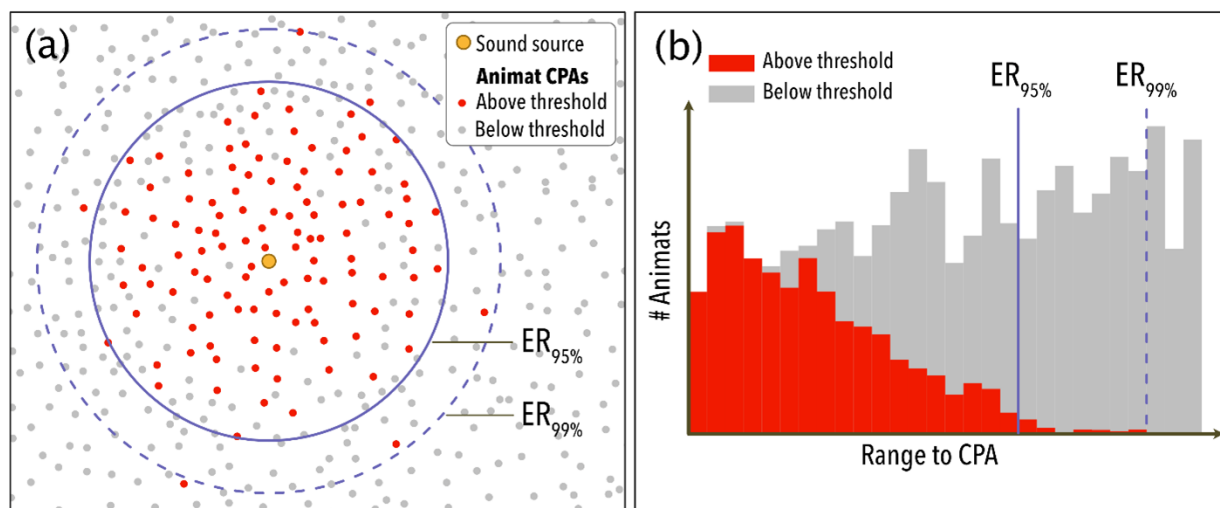 (a)
Sound source
Animat CPAs
Above threshold
Below threshold
ER95%
ER99%
(b)
Above threshold
Below threshold
ER95%
ER99%
# Animats
Range to CPA